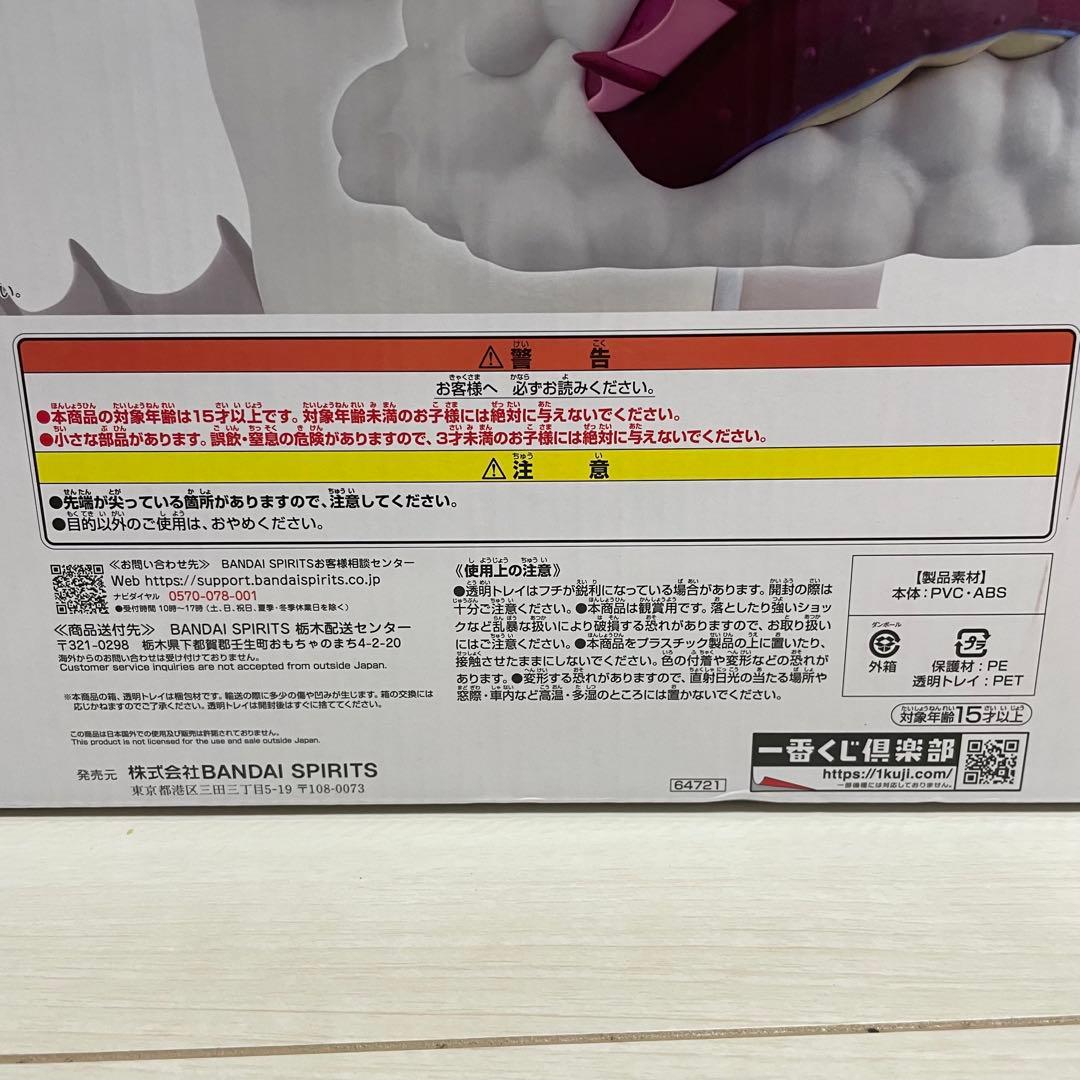 い。
警告
お客様へ 必ずお読みください。
●本商品の対象年齢は15才以上です。対象年齢未満のお子様には絶対に与えないでください。
●小さな部品があります。誤飲・窒息の危険がありますので、3才未満のお子様には絶対に与えないでください。
注意
●先端が尖っている箇所がありますので、注意してください。
●目的以外のご使用は、おやめください。
≪お問い合わせ先≫ BANDAI SPIRITSお客様相談センター
Web https://support.bandaispirits.co.jp
ナビダイヤル 0570-078-001
●受付時間 10時〜17時(土、日、祝日、夏季・冬季休業日を除く)
≪商品送付先≫ BANDAI SPIRITS 栃木配送センター
〒321-0298 栃木県下都賀郡壬生町おもちゃのまち4-2-20
海外からのお問い合わせは受け付けておりません。
Customer service inquiries are not accepted from outside Japan.
※本商品の箱、透明トレイは梱包材です。輸送の際に多少の傷や凹みが生じます。箱の交換には
応じかねますのでご了承ください。透明トレイは開封後はすぐに捨ててください。
この商品は日本国外での使用及び販売は許諾されておりません。
This product is not licensed for the use and sale outside Japan.
発売元 株式会社BANDAI SPIRITS
東京都港区三田三丁目5-19 〒108-0073
《使用上の注意》
●透明トレイはフチが鋭利になっている場合があります。開封の際は
十分ご注意ください。●本商品は観賞用です。落としたり強いショッ
クなど乱暴な扱いにより破損する恐れがありますので、お取り扱い
にはご注意ください。●本商品をプラスチック製品の上に置いたり、
接触させたままにしないでください。色の付着や変形などの恐れが
あります。●変形する恐れがありますので、直射日光の当たる場所や
窓際・車内など高温・多湿のところには置かないでください。
64721
【製品素材】
本体:PVC・ABS
ダンボール
外箱
プラ
保護材:PE
透明トレイ:PET
対象年齢15才以上
一番くじ倶楽部
https://1kuji.com/
一部機種には対応しておりません。